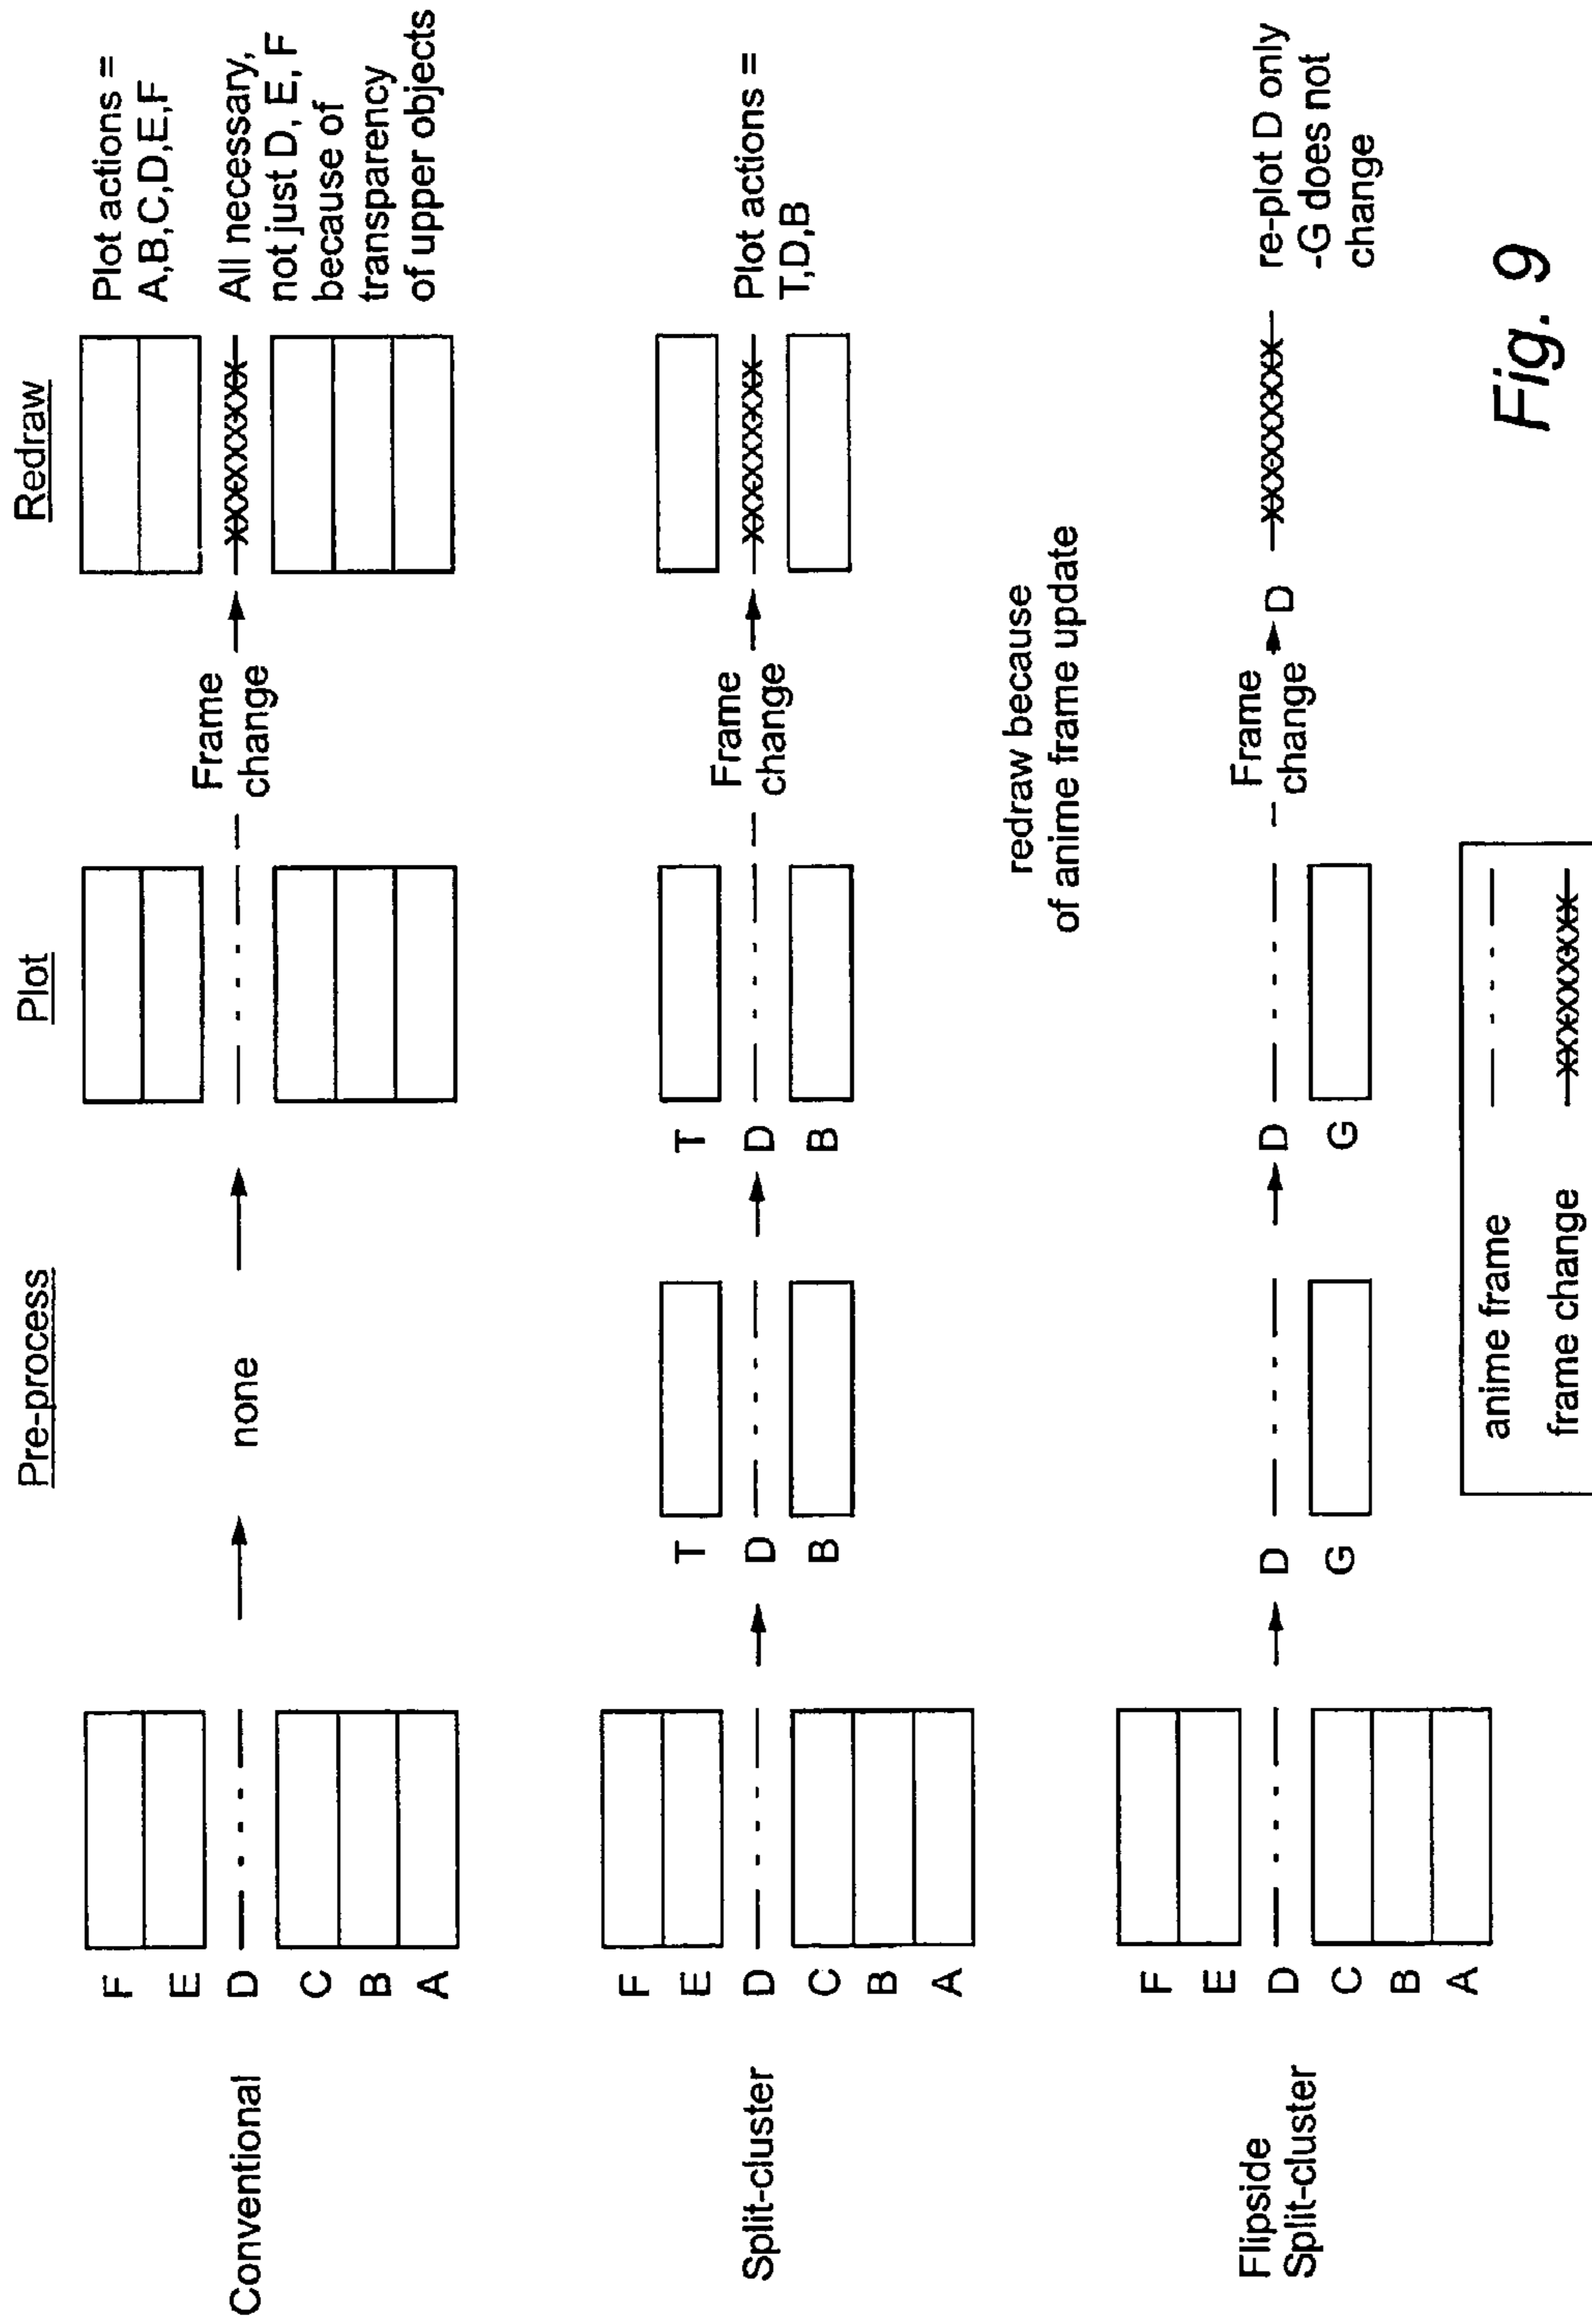 Pre-process
Plot
Redraw
Conventional
F
E
D
C
B
A
none
Frame
change
Plot actions =
A,B,C,D,E,F
All necessary,
not just D, E, F
because of
transparency
of upper objects
Split-cluster
F
E
D
C
B
A
T
D
B
T
D
B
Frame
change
Plot actions =
T,D,B
redraw because
of anime frame update
Flipside
Split-cluster
F
E
D
C
B
A
D
G
D
G
Frame
change
D
re-plot D only
-G does not
change
anime frame
frame change
Fig. 9